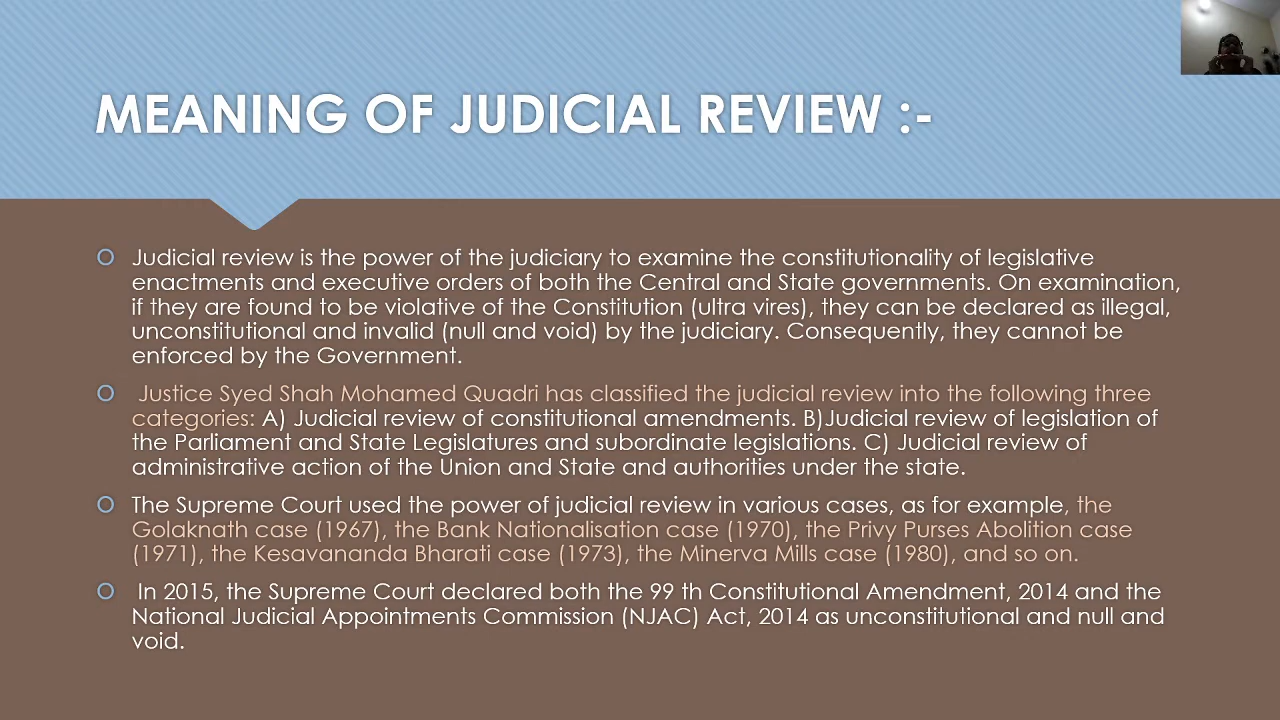 MEANING OF JUDICIAL REVIEW :-
Judicial review is the power of the judiciary to examine the constitutionality of legislative
enactments and executive orders of both the Central and State governments. On examination,
if they are found to be violative of the Constitution (ultra vires), they can be declared as illegal,
unconstitutional and invalid (null and void) by the judiciary. Consequently, they cannot be
enforced by the Government.
Justice Syed Shah Mohamed Quadri has classified the judicial review into the following three
categories: A) Judicial review of constitutional amendments. B)Judicial review of legislation of
the Parliament and State Legislatures and subordinate legislations. C) Judicial review of
administrative action of the Union and State and authorities under the state.
The Supreme Court used the power of judicial review in various cases, as for example, the
Golaknath case (1967), the Bank Nationalisation case (1970), the Privy Purses Abolition case
(1971), the Kesavananda Bharati case (1973), the Minerva Mills case (1980), and so on.
In 2015, the Supreme Court declared both the 99 th Constitutional Amendment, 2014 and the
National Judicial Appointments Commission (NJAC) Act, 2014 as unconstitutional and null and
void.